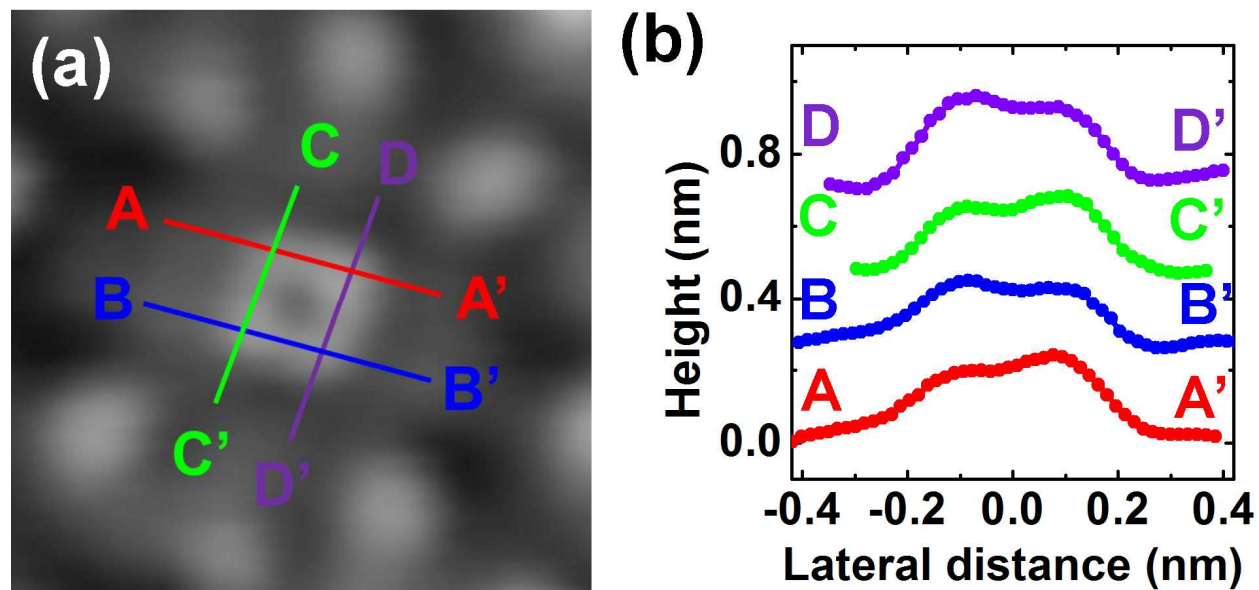 (a)
C
D
A
A’
B
B’
C’
D’
(b)
Height (nm)
0.8
0.4
0.0
D
D’
C
C’
B
B’
A
A’
-0.4 -0.2 0.0 0.2 0.4
Lateral distance (nm)